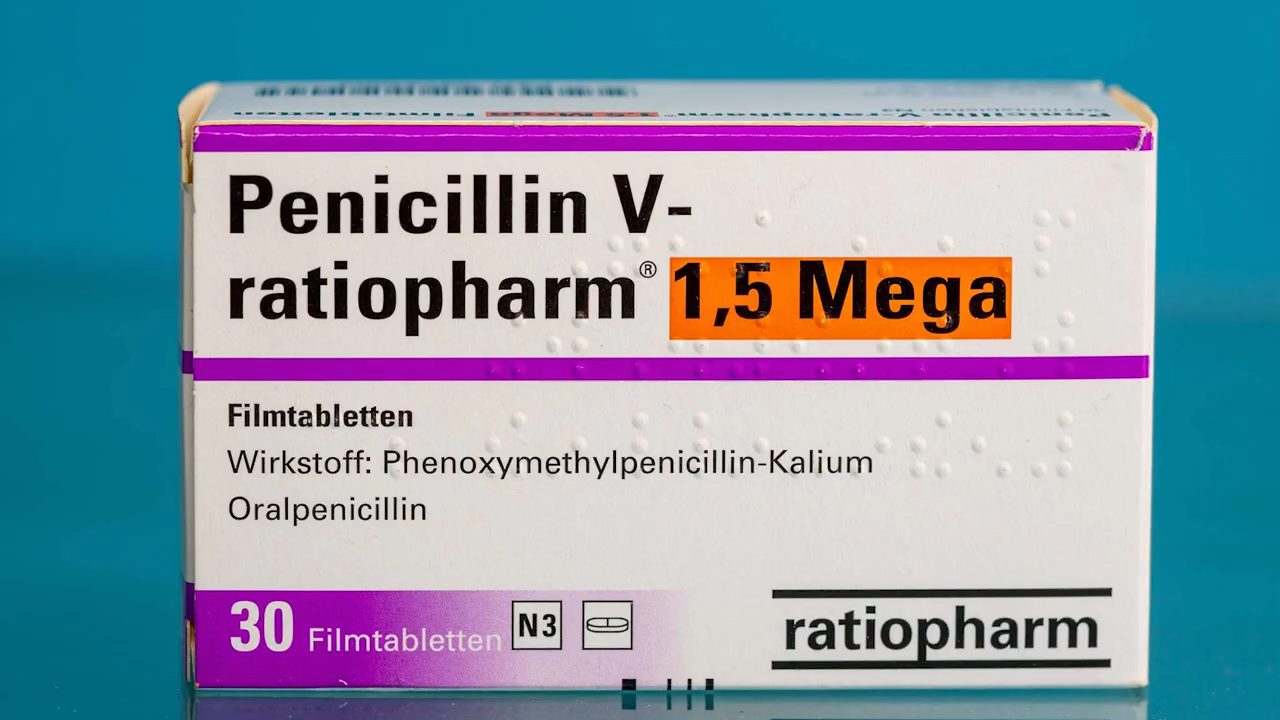 Penicillin V-
ratiopharm® 1,5 Mega
Filmtabletten
Wirkstoff: Phenoxymethylpenicillin-Kalium
Oralpenicillin
30 Filmtabletten N3
ratiopharm